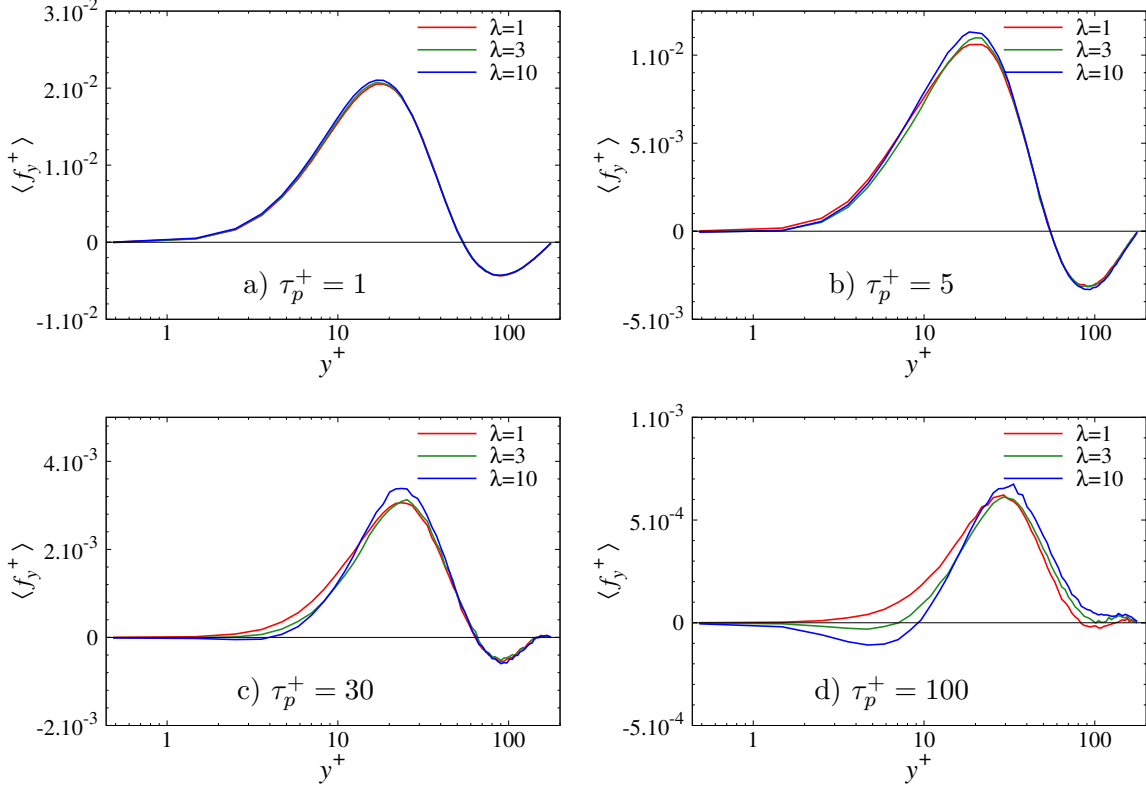 3.10⁻²
2.10⁻²
1.10⁻²
0
-1.10⁻²
⟨f_y⁺⟩
λ=1
λ=3
λ=10
a) τ_p⁺ = 1
1 10 100
y⁺
1.10⁻²
5.10⁻³
0
-5.10⁻³
⟨f_y⁺⟩
λ=1
λ=3
λ=10
b) τ_p⁺ = 5
1 10 100
y⁺
4.10⁻³
2.10⁻³
0
-2.10⁻³
⟨f_y⁺⟩
λ=1
λ=3
λ=10
c) τ_p⁺ = 30
1 10 100
y⁺
1.10⁻³
5.10⁻⁴
0
-5.10⁻⁴
⟨f_y⁺⟩
λ=1
λ=3
λ=10
d) τ_p⁺ = 100
1 10 100
y⁺